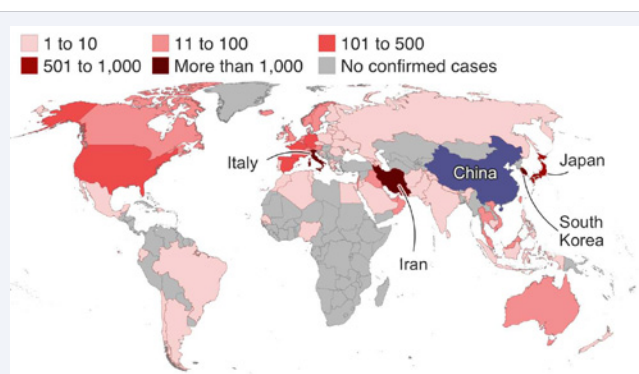 1 to 10 11 to 100 101 to 500
501 to 1,000 More than 1,000 No confirmed cases
Italy
China
Japan
South
Korea
Iran